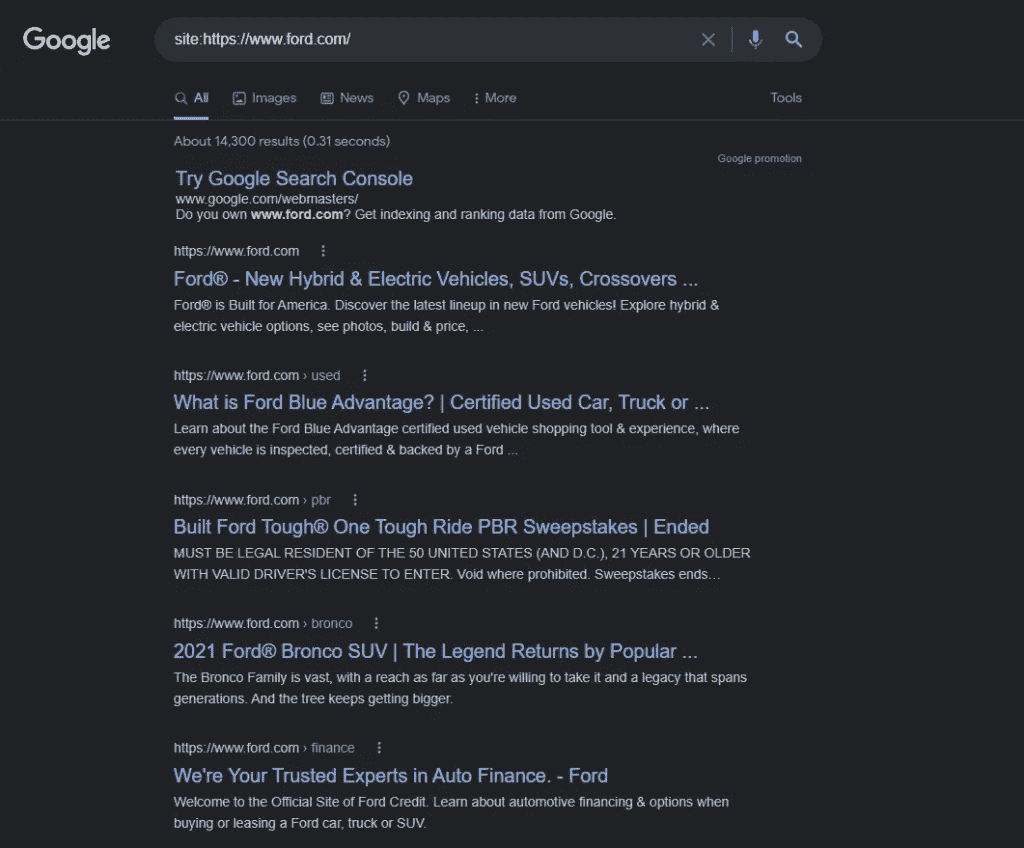 Google
site:https://www.ford.com/
All Images News Maps More Tools
About 14,300 results (0.31 seconds)
Google promotion
Try Google Search Console
www.google.com/webmasters/
Do you own www.ford.com? Get indexing and ranking data from Google.
https://www.ford.com
Ford® - New Hybrid & Electric Vehicles, SUVs, Crossovers ...
Ford® is Built for America. Discover the latest lineup in new Ford vehicles! Explore hybrid &
electric vehicle options, see photos, build & price, ...
https://www.ford.com › used
What is Ford Blue Advantage? | Certified Used Car, Truck or ...
Learn about the Ford Blue Advantage certified used vehicle shopping tool & experience, where
every vehicle is inspected, certified & backed by a Ford ...
https://www.ford.com › pbr
Built Ford Tough® One Tough Ride PBR Sweepstakes | Ended
MUST BE LEGAL RESIDENT OF THE 50 UNITED STATES (AND D.C.), 21 YEARS OR OLDER
WITH VALID DRIVER'S LICENSE TO ENTER. Void where prohibited. Sweepstakes ends…
https://www.ford.com › bronco
2021 Ford® Bronco SUV | The Legend Returns by Popular ...
The Bronco Family is vast, with a reach as far as you're willing to take it and a legacy that spans
generations. And the tree keeps getting bigger.
https://www.ford.com › finance
We're Your Trusted Experts in Auto Finance. - Ford
Welcome to the Official Site of Ford Credit. Learn about automotive financing & options when
buying or leasing a Ford car, truck or SUV.